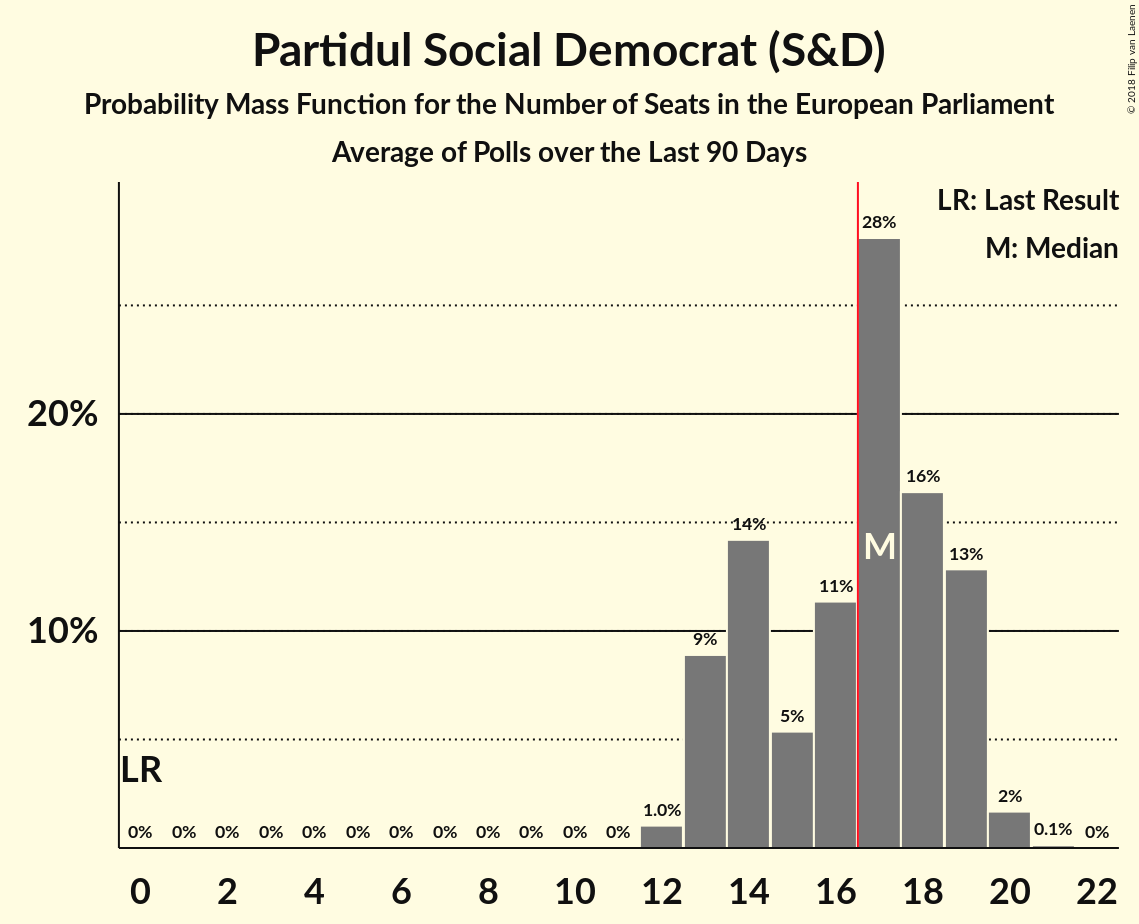 Partidul Social Democrat (S&D)
Probability Mass Function for the Number of Seats in the European Parliament
Average of Polls over the Last 90 Days
© 2018 Filip van Laenen
LR: Last Result
M: Median
28%
20%
16%
14%
M
13%
11%
10%
9%
5%
LR
0% 0% 0% 0% 0% 0% 0% 0% 0% 0% 0% 0% 1.0% 2% 0.1% 0%
0 2 4 6 8 10 12 14 16 18 20 22